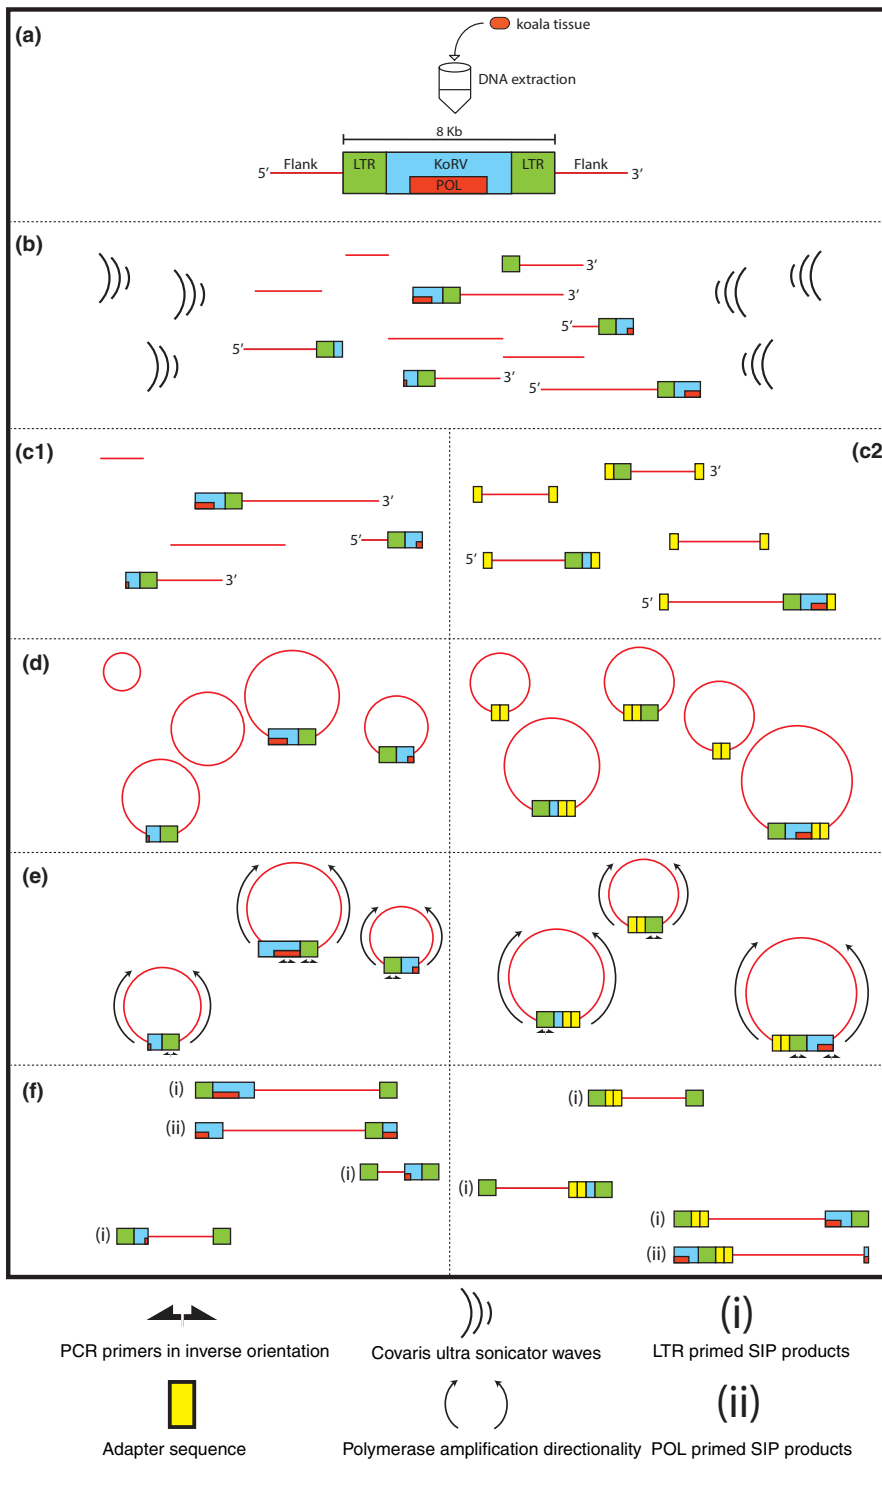 (a)
koala tissue
DNA extraction
8 Kb
5’ Flank LTR KoRV LTR Flank 3’
POL
(b)
3’
3’
5’
5’
3’
5’
(c1) (c2
3’
3’
5’
5’
3’
5’
(d)
(e)
(f)
(i)
(i)
(ii)
(i)
(i)
(i)
(i)
(ii)
(i)
(i) (ii)
PCR primers in inverse orientation
Covaris ultra sonicator waves
LTR primed SIP products
Adapter sequence
Polymerase amplification directionality
POL primed SIP products